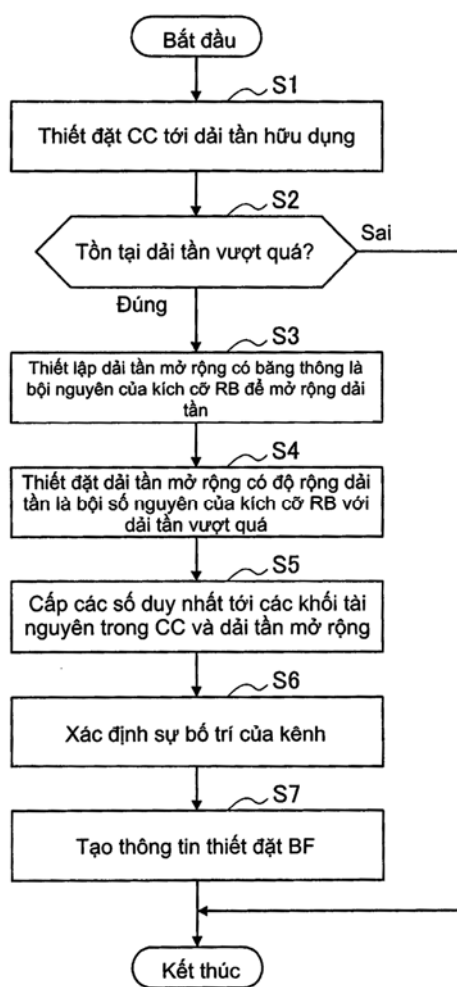 Bắt đầu
S1
Thiết đặt CC tới dải tần hữu dụng
S2
Tồn tại dải tần vượt quá?
Sai
Đúng
S3
Thiết lập dải tần mở rộng có băng thông là
bội nguyên của kích cỡ RB để mở rộng dải
tần
S4
Thiết đặt dải tần mở rộng có độ rộng dải
tần là bội số nguyên của kích cỡ RB với
dải tần vượt quá
S5
Cấp các số duy nhất tới các khối tài
nguyên trong CC và dải tần mở rộng
S6
Xác định sự bố trí của kênh
S7
Tạo thông tin thiết đặt BF
Kết thúc